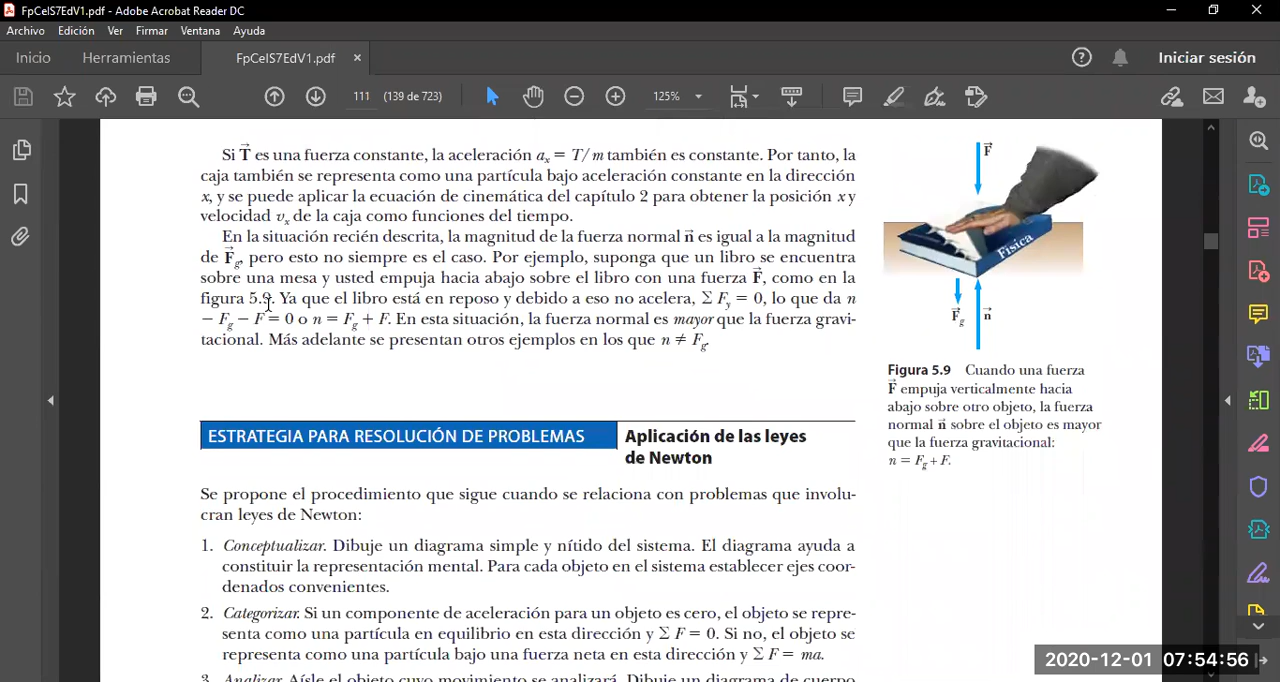 FpCeIS7EdV1.pdf - Adobe Acrobat Reader DC
Archivo Edición Ver Firmar Ventana Ayuda
Inicio Herramientas FpCeIS7EdV1.pdf × Iniciar sesión
111 (139 de 723) 125%
Si T⃗ es una fuerza constante, la aceleración aₓ = T/m también es constante. Por tanto, la
caja también se representa como una partícula bajo aceleración constante en la dirección
x, y se puede aplicar la ecuación de cinemática del capítulo 2 para obtener la posición x y
velocidad vₓ de la caja como funciones del tiempo.
En la situación recién descrita, la magnitud de la fuerza normal n⃗ es igual a la magnitud
de F⃗g, pero esto no siempre es el caso. Por ejemplo, suponga que un libro se encuentra
sobre una mesa y usted empuja hacia abajo sobre el libro con una fuerza F⃗, como en la
figura 5.9. Ya que el libro está en reposo y debido a eso no acelera, Σ Fy = 0, lo que da n
− Fg − F = 0 o n = Fg + F. En esta situación, la fuerza normal es mayor que la fuerza gravi-
tacional. Más adelante se presentan otros ejemplos en los que n ≠ Fg.
F⃗
Física
F⃗g n⃗
Figura 5.9 Cuando una fuerza
F⃗ empuja verticalmente hacia
abajo sobre otro objeto, la fuerza
normal n⃗ sobre el objeto es mayor
que la fuerza gravitacional:
n = Fg + F.
ESTRATEGIA PARA RESOLUCIÓN DE PROBLEMAS Aplicación de las leyes
de Newton
Se propone el procedimiento que sigue cuando se relaciona con problemas que involu-
cran leyes de Newton:
1. Conceptualizar. Dibuje un diagrama simple y nítido del sistema. El diagrama ayuda a
constituir la representación mental. Para cada objeto en el sistema establecer ejes coor-
denados convenientes.
2. Categorizar. Si un componente de aceleración para un objeto es cero, el objeto se repre-
senta como una partícula en equilibrio en esta dirección y Σ F = 0. Si no, el objeto se
representa como una partícula bajo una fuerza neta en esta dirección y Σ F = ma.
3. Analizar. Aísle el objeto cuyo movimiento se analizará. Dibuje un diagrama de cuerpo
2020-12-01 07:54:56